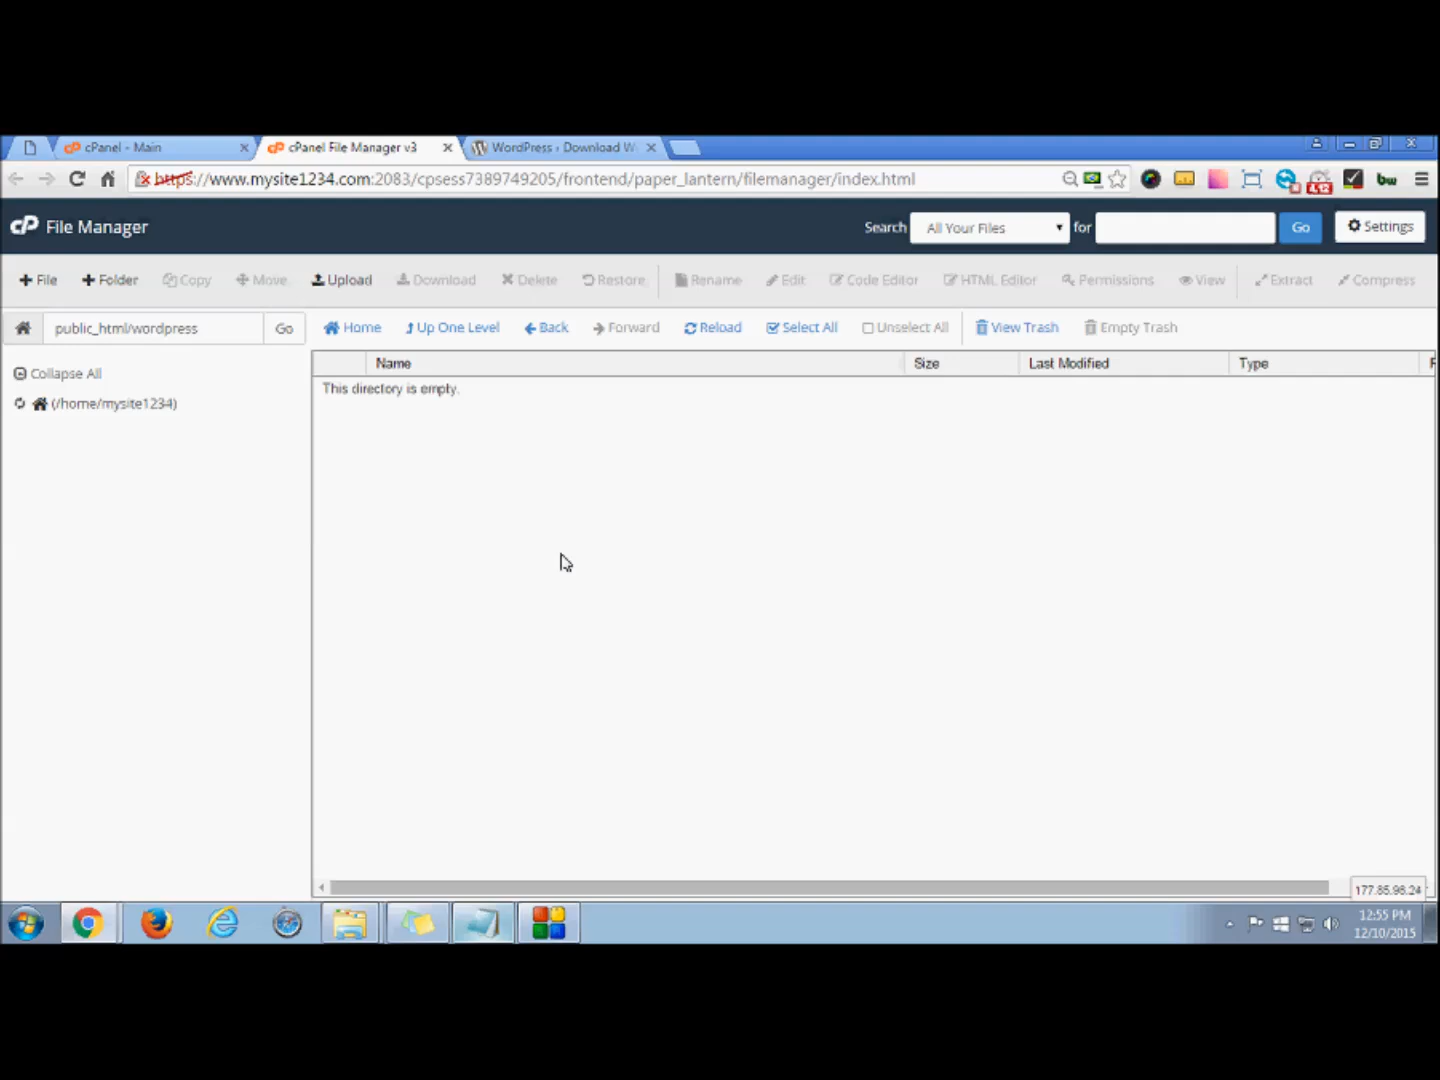 cPanel - Main
cPanel File Manager v3
WordPress › Download W
https://www.mysite1234.com:2083/cpsess7389749205/frontend/paper_lantern/filemanager/index.html
bw
cP File Manager
Search All Your Files for Go Settings
File Folder Copy Move Upload Download Delete Restore Rename Edit Code Editor HTML Editor Permissions View Extract Compress
public_html/wordpress Go Home Up One Level Back Forward Reload Select All Unselect All View Trash Empty Trash
Name Size Last Modified Type
Collapse All
This directory is empty.
(/home/mysite1234)
177.85.98.24
12:55 PM
12/10/2015